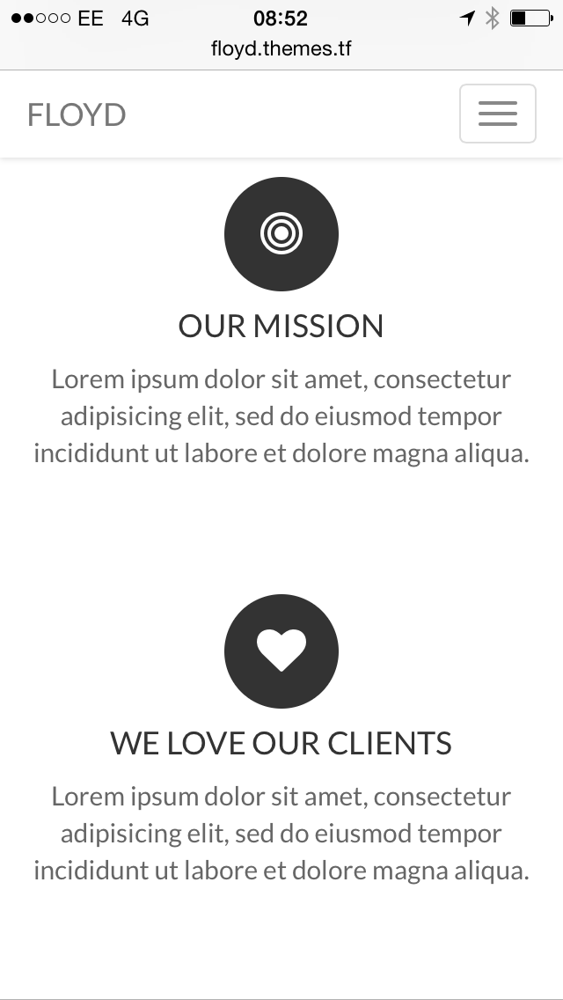 EE 4G 08:52
floyd.themes.tf
FLOYD
OUR MISSION
Lorem ipsum dolor sit amet, consectetur
adipisicing elit, sed do eiusmod tempor
incididunt ut labore et dolore magna aliqua.
WE LOVE OUR CLIENTS
Lorem ipsum dolor sit amet, consectetur
adipisicing elit, sed do eiusmod tempor
incididunt ut labore et dolore magna aliqua.